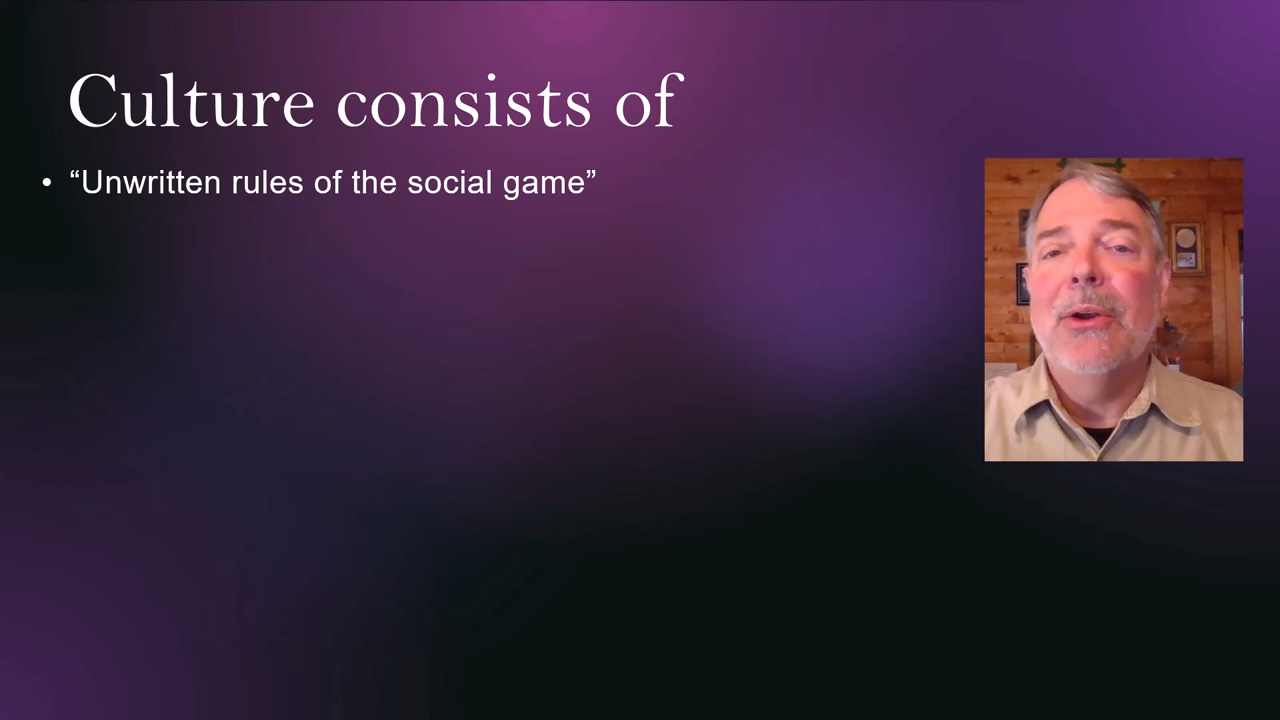 Culture consists of
• “Unwritten rules of the social game”